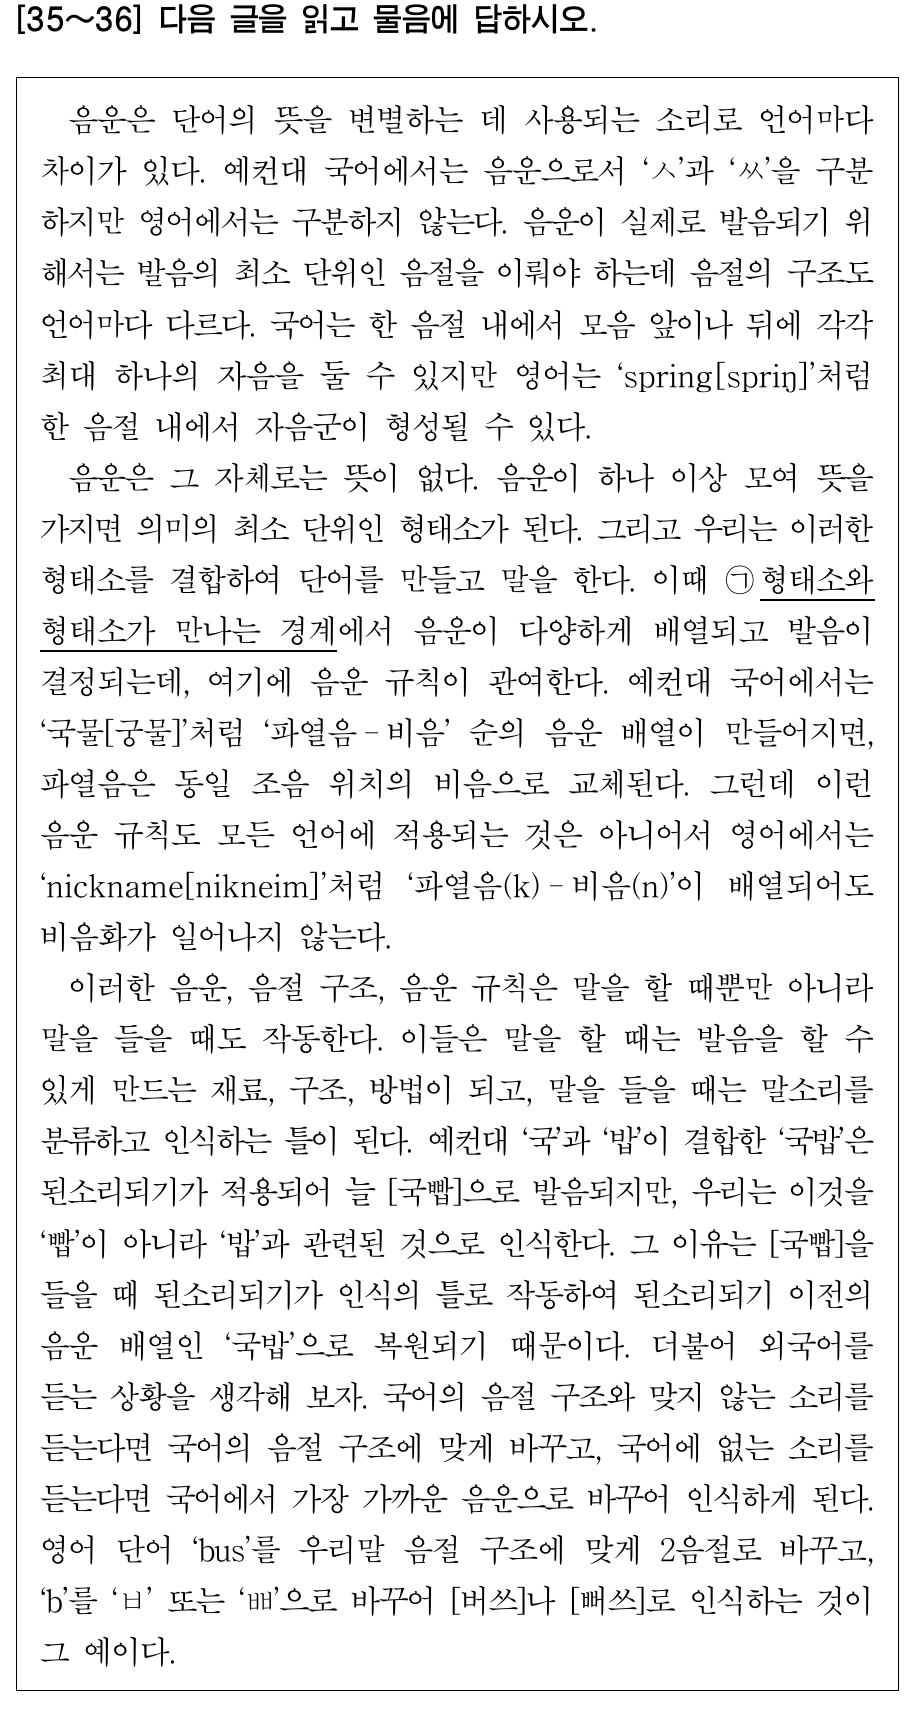 [35~36] 다음 글을 읽고 물음에 답하시오.
음운은 단어의 뜻을 변별하는 데 사용되는 소리로 언어마다
차이가 있다. 예컨대 국어에서는 음운으로서 ‘ㅅ’과 ‘ㅆ’을 구분
하지만 영어에서는 구분하지 않는다. 음운이 실제로 발음되기 위
해서는 발음의 최소 단위인 음절을 이뤄야 하는데 음절의 구조도
언어마다 다르다. 국어는 한 음절 내에서 모음 앞이나 뒤에 각각
최대 하나의 자음을 둘 수 있지만 영어는 ‘spring[spriŋ]’처럼
한 음절 내에서 자음군이 형성될 수 있다.
음운은 그 자체로는 뜻이 없다. 음운이 하나 이상 모여 뜻을
가지면 의미의 최소 단위인 형태소가 된다. 그리고 우리는 이러한
형태소를 결합하여 단어를 만들고 말을 한다. 이때 ㉠형태소와
형태소가 만나는 경계에서 음운이 다양하게 배열되고 발음이
결정되는데, 여기에 음운 규칙이 관여한다. 예컨대 국어에서는
‘국물[궁물]’처럼 ‘파열음-비음’ 순의 음운 배열이 만들어지면,
파열음은 동일 조음 위치의 비음으로 교체된다. 그런데 이런
음운 규칙도 모든 언어에 적용되는 것은 아니어서 영어에서는
‘nickname[nikneim]’처럼 ‘파열음(k)-비음(n)’이 배열되어도
비음화가 일어나지 않는다.
이러한 음운, 음절 구조, 음운 규칙은 말을 할 때뿐만 아니라
말을 들을 때도 작동한다. 이들은 말을 할 때는 발음을 할 수
있게 만드는 재료, 구조, 방법이 되고, 말을 들을 때는 말소리를
분류하고 인식하는 틀이 된다. 예컨대 ‘국’과 ‘밥’이 결합한 ‘국밥’은
된소리되기가 적용되어 늘 [국빱]으로 발음되지만, 우리는 이것을
‘빱’이 아니라 ‘밥’과 관련된 것으로 인식한다. 그 이유는 [국빱]을
들을 때 된소리되기가 인식의 틀로 작동하여 된소리되기 이전의
음운 배열인 ‘국밥’으로 복원되기 때문이다. 더불어 외국어를
듣는 상황을 생각해 보자. 국어의 음절 구조와 맞지 않는 소리를
듣는다면 국어의 음절 구조에 맞게 바꾸고, 국어에 없는 소리를
듣는다면 국어에서 가장 가까운 음운으로 바꾸어 인식하게 된다.
영어 단어 ‘bus’를 우리말 음절 구조에 맞게 2음절로 바꾸고,
‘b’를 ‘ㅂ’ 또는 ‘ㅃ’으로 바꾸어 [버쓰]나 [뻐쓰]로 인식하는 것이
그 예이다.